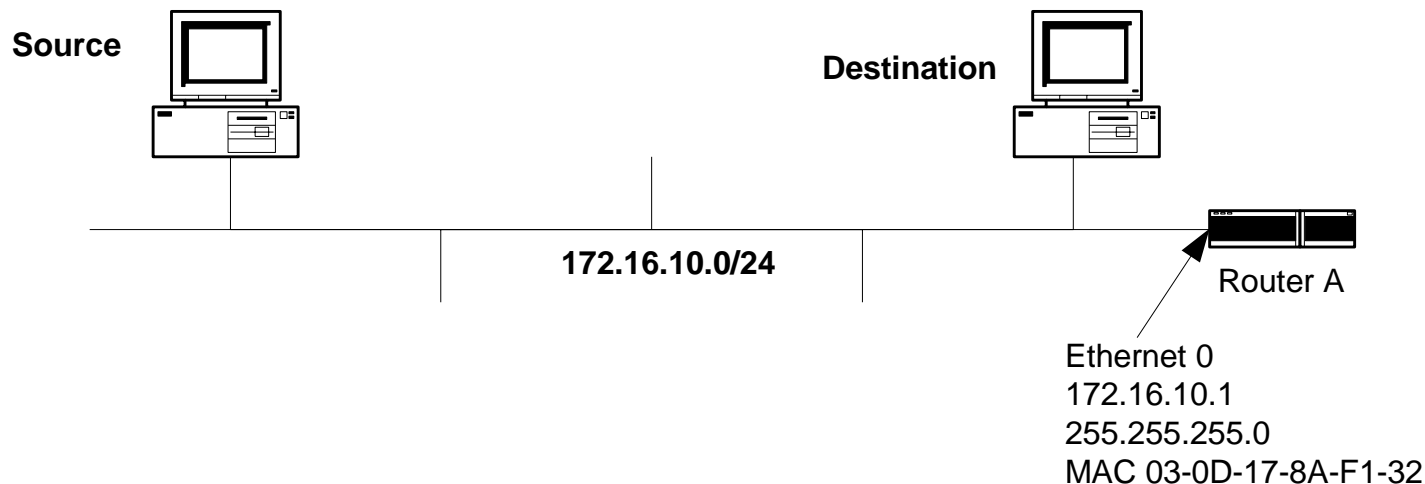 Source
Destination
172.16.10.0/24
Router A
Ethernet 0
172.16.10.1
255.255.255.0
MAC 03-0D-17-8A-F1-32